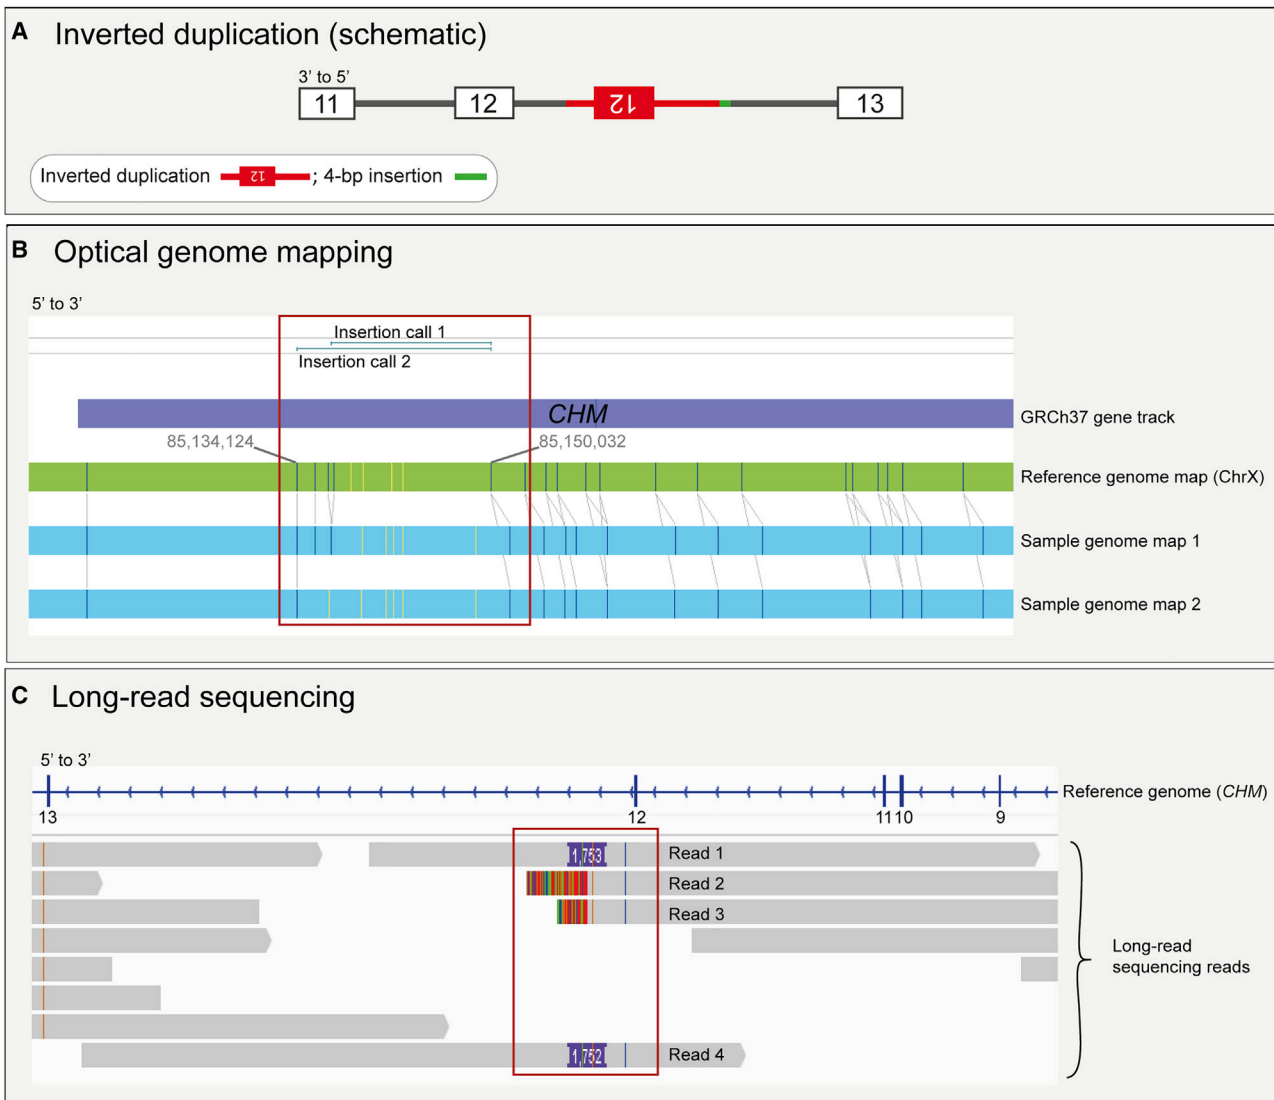 A Inverted duplication (schematic)
3' to 5'
11 12 12 13
Inverted duplication 12 ; 4-bp insertion
B Optical genome mapping
5' to 3'
Insertion call 1
Insertion call 2
CHM
GRCh37 gene track
85,134,124 85,150,032
Reference genome map (ChrX)
Sample genome map 1
Sample genome map 2
C Long-read sequencing
5' to 3'
Reference genome (CHM)
13 12 1110 9
1,753 Read 1
Read 2
Read 3
Long-read
sequencing reads
1,752 Read 4